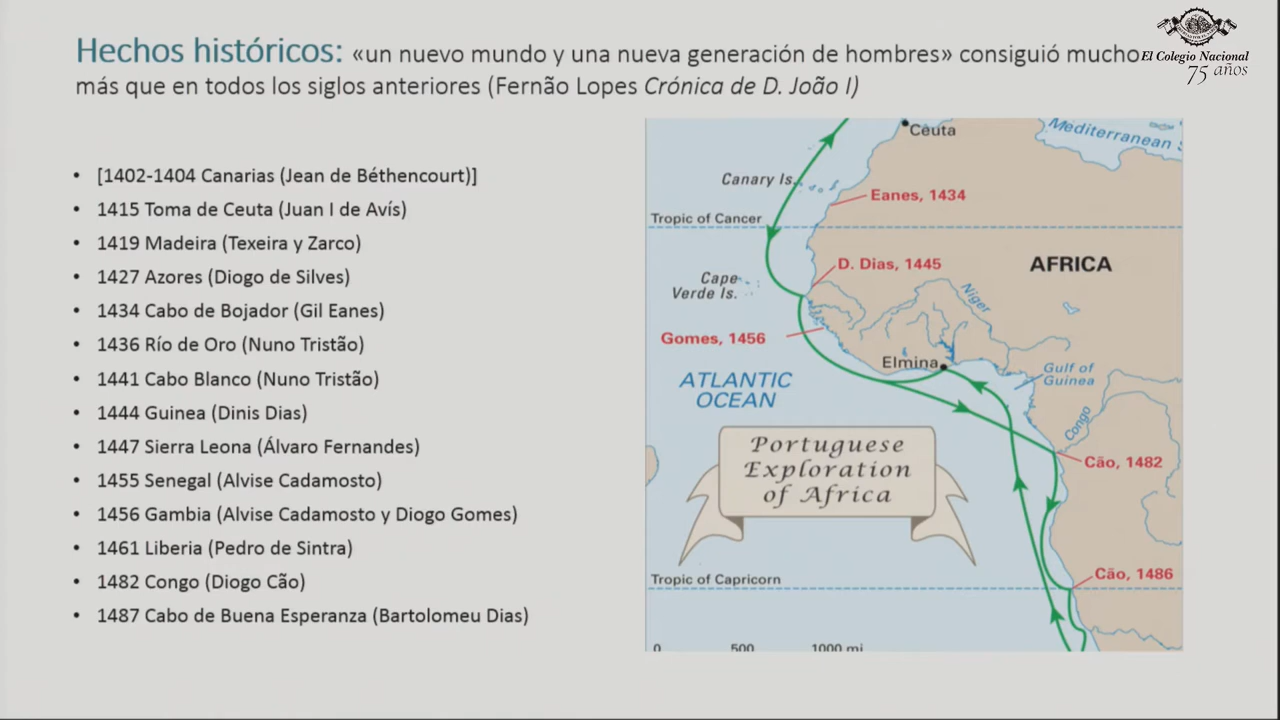 Hechos históricos: «un nuevo mundo y una nueva generación de hombres» consiguió mucho
más que en todos los siglos anteriores (Fernão Lopes Crónica de D. João I)
El Colegio Nacional
75 años
• [1402-1404 Canarias (Jean de Béthencourt)]
• 1415 Toma de Ceuta (Juan I de Avís)
• 1419 Madeira (Texeira y Zarco)
• 1427 Azores (Diogo de Silves)
• 1434 Cabo de Bojador (Gil Eanes)
• 1436 Río de Oro (Nuno Tristão)
• 1441 Cabo Blanco (Nuno Tristão)
• 1444 Guinea (Dinis Dias)
• 1447 Sierra Leona (Álvaro Fernandes)
• 1455 Senegal (Alvise Cadamosto)
• 1456 Gambia (Alvise Cadamosto y Diogo Gomes)
• 1461 Liberia (Pedro de Sintra)
• 1482 Congo (Diogo Cão)
• 1487 Cabo de Buena Esperanza (Bartolomeu Dias)
Ceuta
Mediterranean S
Canary Is.
Eanes, 1434
Tropic of Cancer
D. Dias, 1445
AFRICA
Cape
Verde Is.
Niger
Gomes, 1456
Elmina
Gulf of
Guinea
ATLANTIC
OCEAN
Congo
Portuguese
Exploration
of Africa
Cão, 1482
Cão, 1486
Tropic of Capricorn
0 500 1000 mi